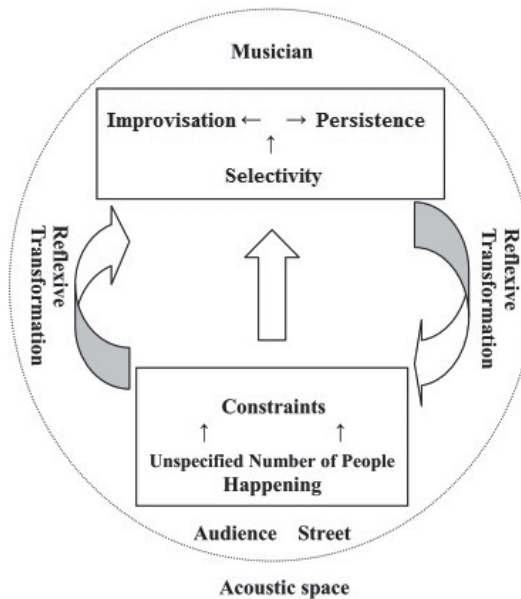 Musician
Improvisation ← → Persistence
↑
Selectivity
Reflexive
Transformation
Reflexive
Transformation
Constraints
↑ ↑
Unspecified Number of People
Happening
Audience Street
Acoustic space